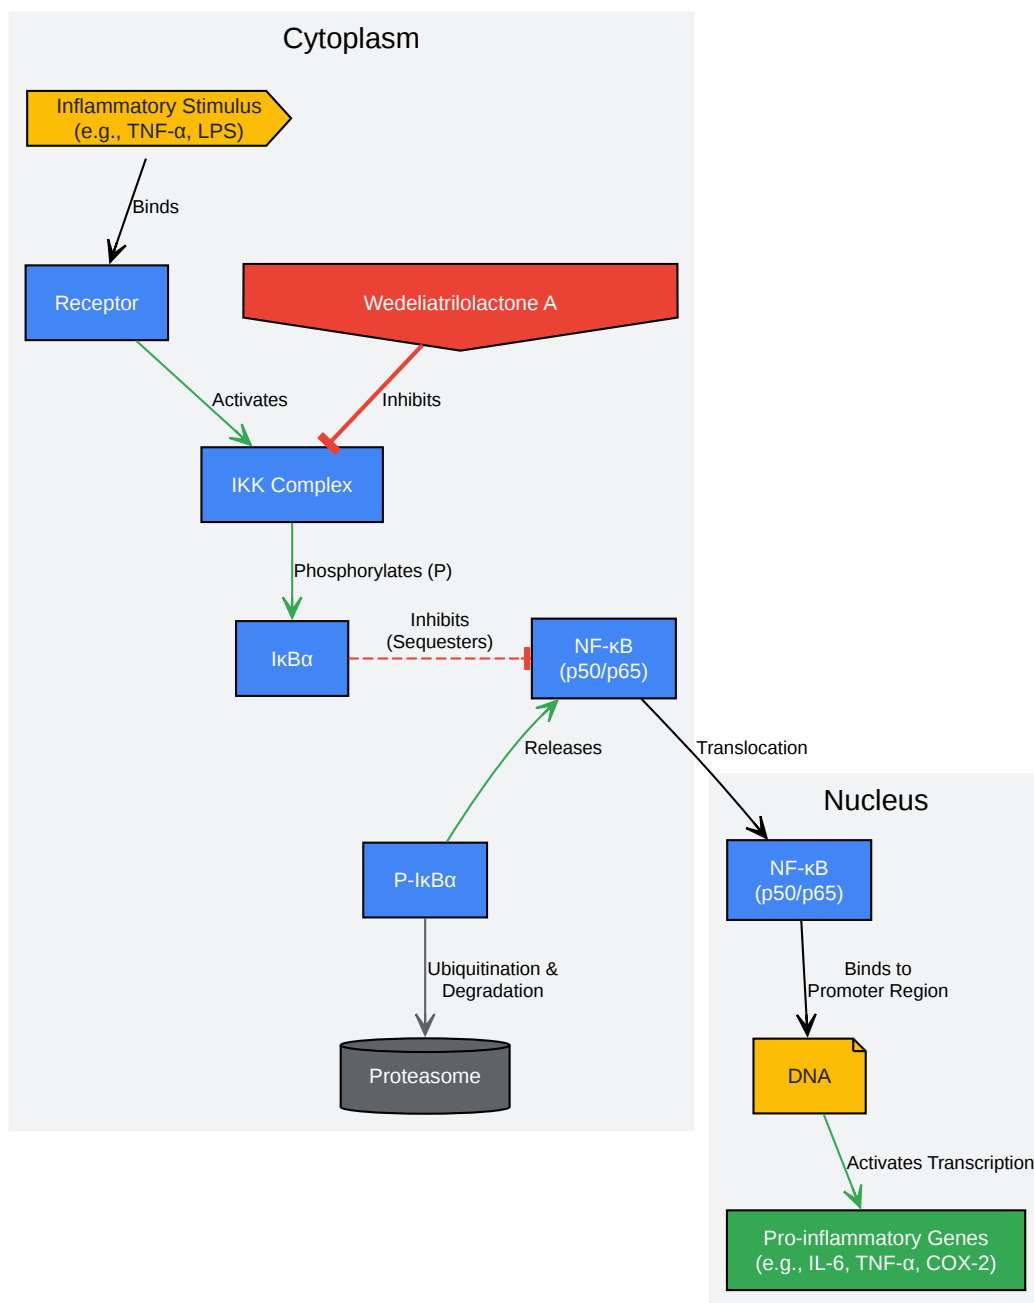 Cytoplasm
Inflammatory Stimulus
(e.g., TNF-α, LPS)
Binds
Receptor
Wedeliatrilolactone A
Activates
Inhibits
IKK Complex
Phosphorylates (P)
IκBα
Inhibits
(Sequesters)
NF-κB
(p50/p65)
Releases
Translocation
Nucleus
P-IκBα
NF-κB
(p50/p65)
Ubiquitination &
Degradation
Binds to
Promoter Region
Proteasome
DNA
Activates Transcription
Pro-inflammatory Genes
(e.g., IL-6, TNF-α, COX-2)